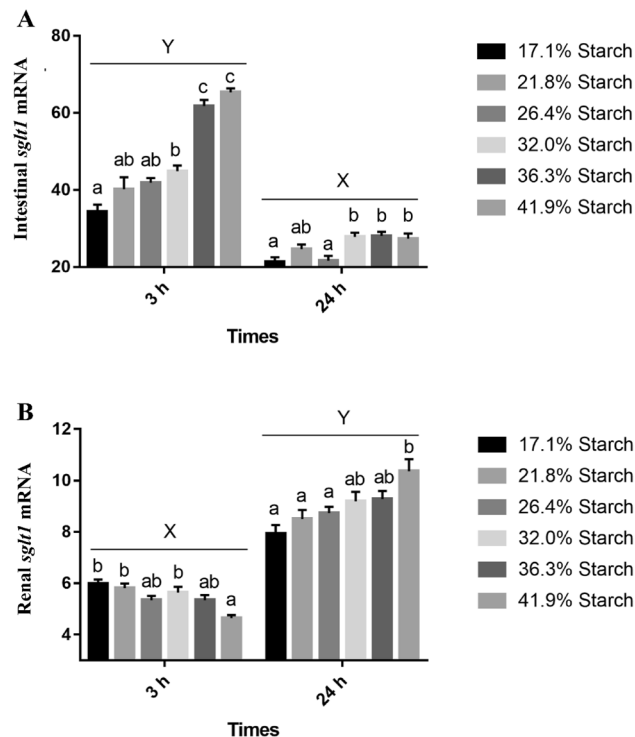 A
80
60
40
20
Intestinal sglt1 mRNA
Y
a ab ab b c c
X
a ab a b b b
3 h 24 h
Times
17.1% Starch
21.8% Starch
26.4% Starch
32.0% Starch
36.3% Starch
41.9% Starch
B
12
10
8
6
4
Renal sglt1 mRNA
X
b b ab b ab a
Y
a a a ab ab b
3 h 24 h
Times
17.1% Starch
21.8% Starch
26.4% Starch
32.0% Starch
36.3% Starch
41.9% Starch